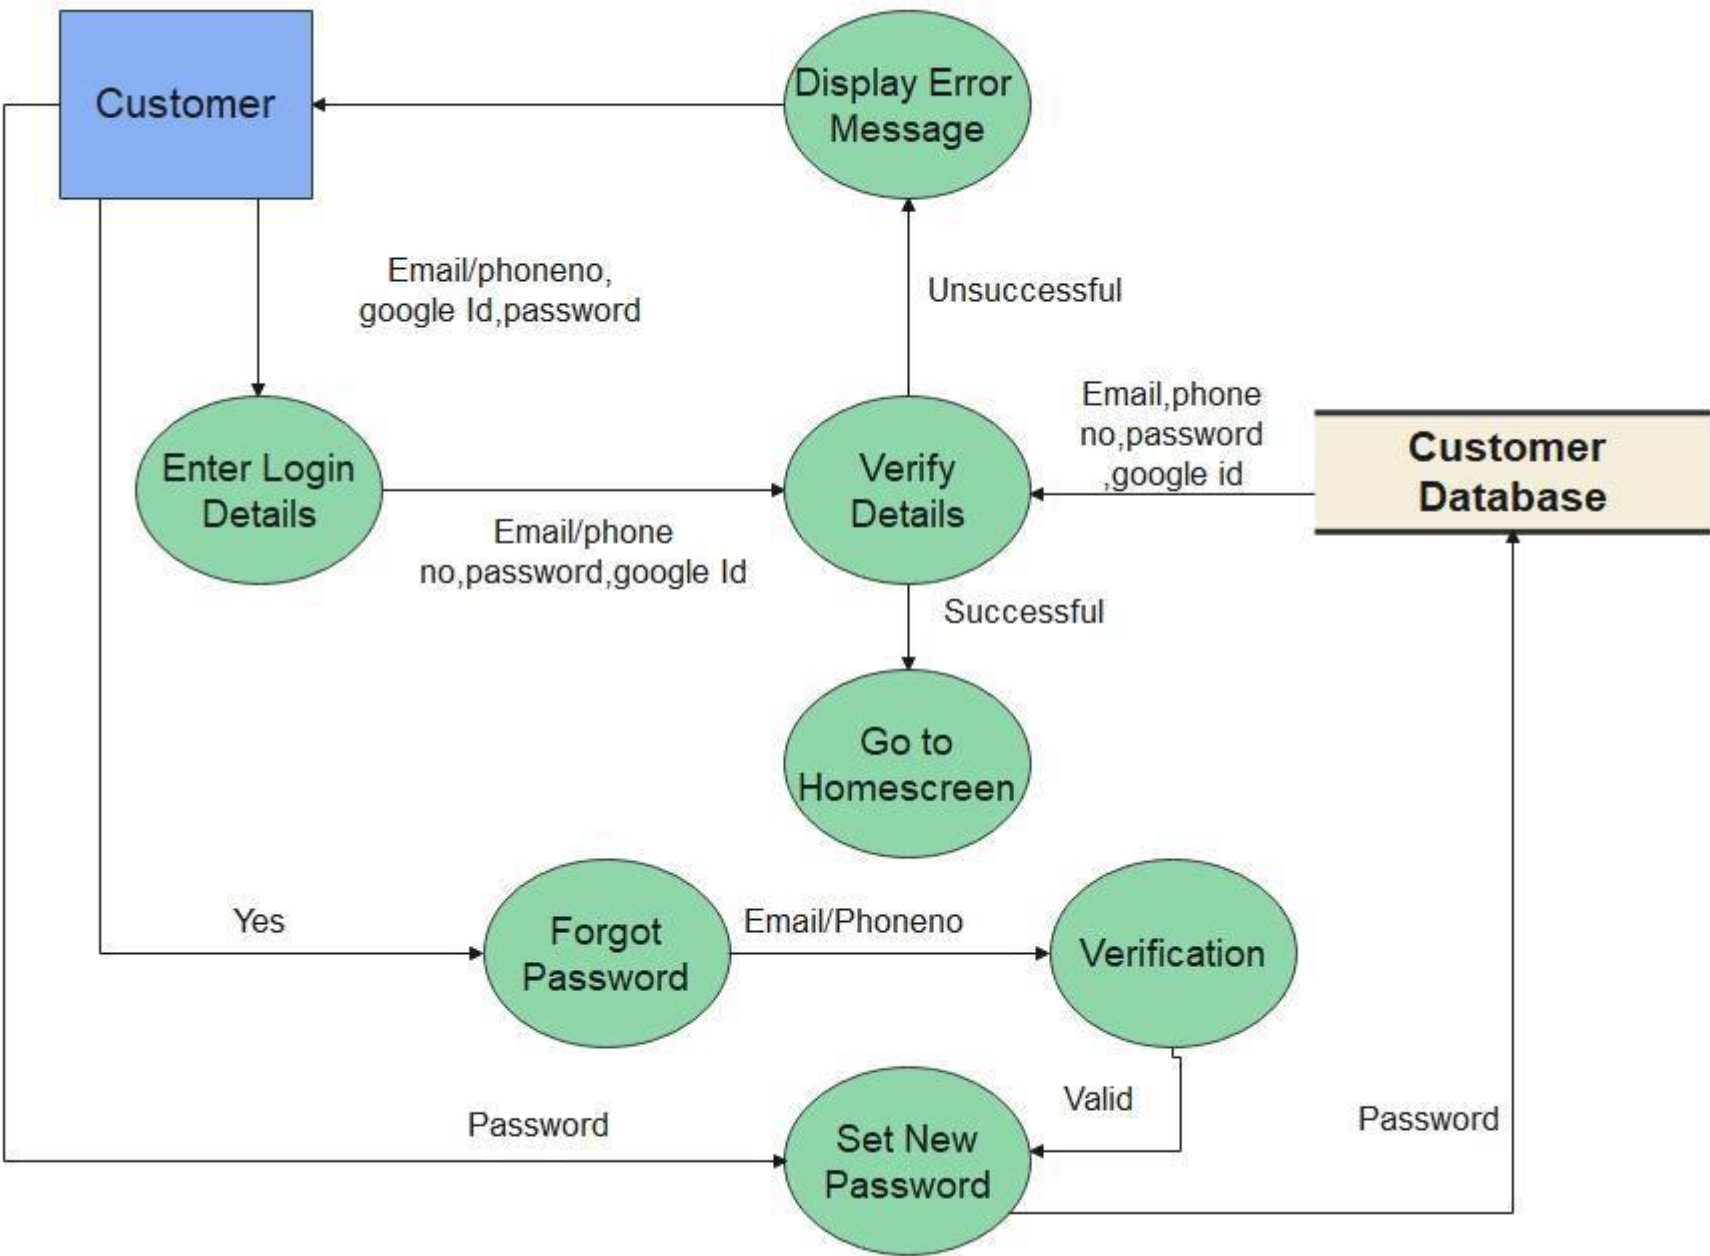 Customer
Display Error
Message
Email/phoneno,
google Id,password
Unsuccessful
Email,phone
no,password
,google id
Customer
Database
Enter Login
Details
Verify
Details
Email/phone
no,password,google Id
Successful
Go to
Homescreen
Yes
Forgot
Password
Email/Phoneno
Verification
Valid
Password
Password
Set New
Password